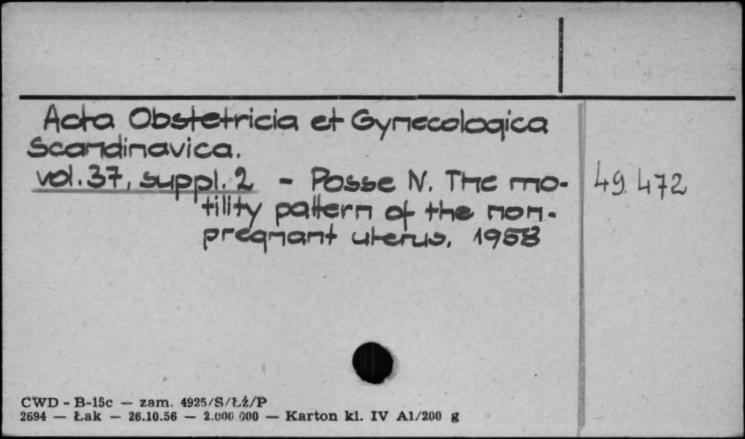 Acta Obstetricia et Gynecologica
Scandinavica.
vol. 37, suppl. 2 - Posse N. The mo-
tility pattern of the non-
pregnant uterus. 1958
49.472
CWD - B-15c — zam. 4925/S/ŁŻ/P
2694 — Łak — 26.10.56 — 2.000.000 — Karton kl. IV A1/200 g